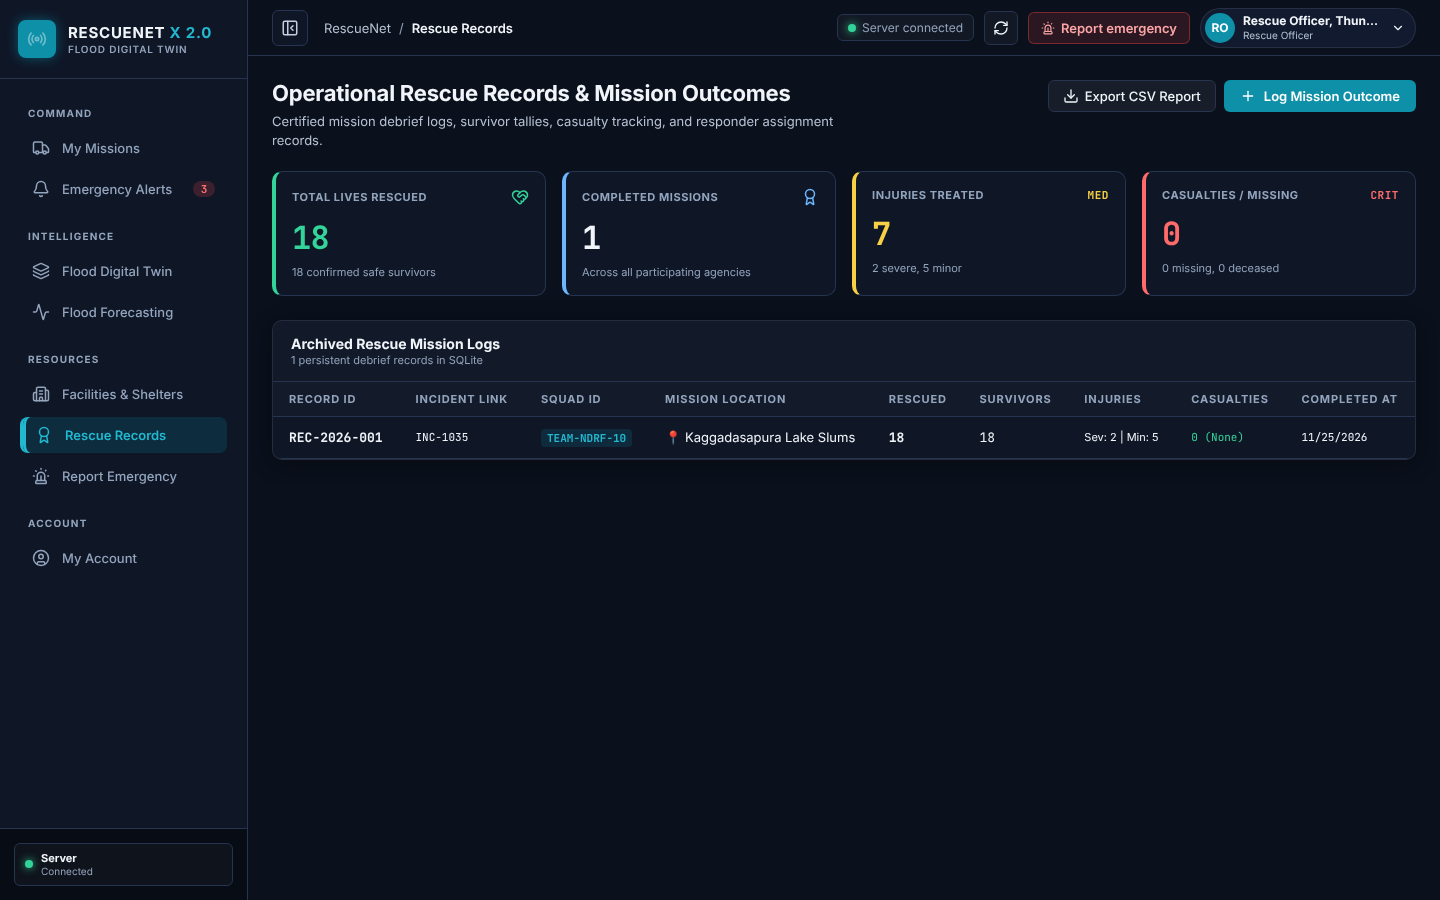 RESCUENET X 2.0
FLOOD DIGITAL TWIN
COMMAND
My Missions
Emergency Alerts 3
INTELLIGENCE
Flood Digital Twin
Flood Forecasting
RESOURCES
Facilities & Shelters
Rescue Records
Report Emergency
ACCOUNT
My Account
Server
Connected
RescueNet / Rescue Records
Server connected
Report emergency
RO
Rescue Officer, Thun...
Rescue Officer
Operational Rescue Records & Mission Outcomes
Certified mission debrief logs, survivor tallies, casualty tracking, and responder assignment
records.
Export CSV Report
Log Mission Outcome
TOTAL LIVES RESCUED
18
18 confirmed safe survivors
COMPLETED MISSIONS
1
Across all participating agencies
INJURIES TREATED MED
7
2 severe, 5 minor
CASUALTIES / MISSING CRIT
0
0 missing, 0 deceased
Archived Rescue Mission Logs
1 persistent debrief records in SQLite
RECORD ID INCIDENT LINK SQUAD ID MISSION LOCATION RESCUED SURVIVORS INJURIES CASUALTIES COMPLETED AT
REC-2026-001 INC-1035 TEAM-NDRF-10 📍 Kaggadasapura Lake Slums 18 18 Sev: 2 | Min: 5 0 (None) 11/25/2026